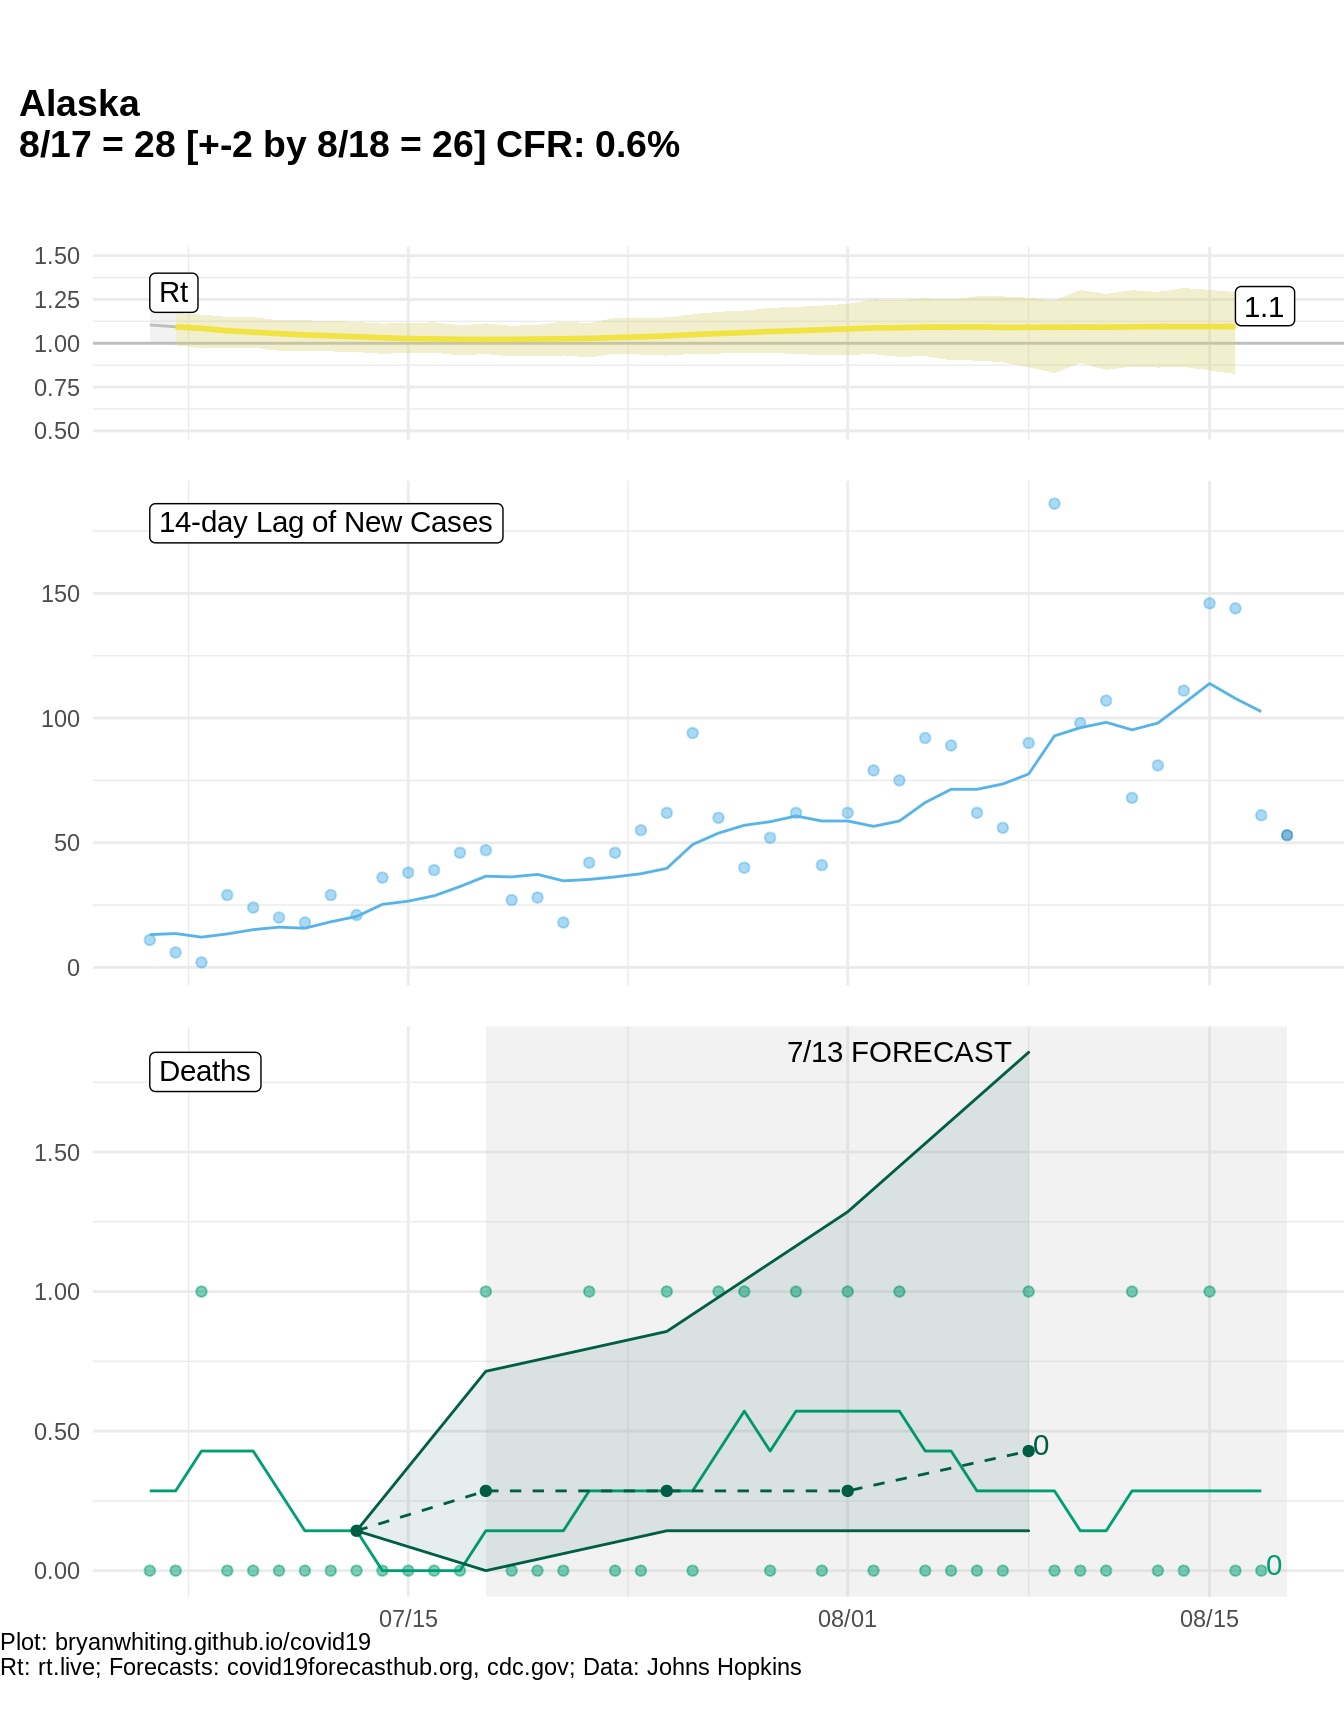 Alaska
8/17 = 28 [+-2 by 8/18 = 26] CFR: 0.6%
1.50
1.25
1.00
0.75
0.50
Rt
1.1
14-day Lag of New Cases
150
100
50
0
Deaths
7/13 FORECAST
1.50
1.00
0.50
0.00
0
0
07/15
08/01
08/15
Plot: bryanwhiting.github.io/covid19
Rt: rt.live; Forecasts: covid19forecasthub.org, cdc.gov; Data: Johns Hopkins